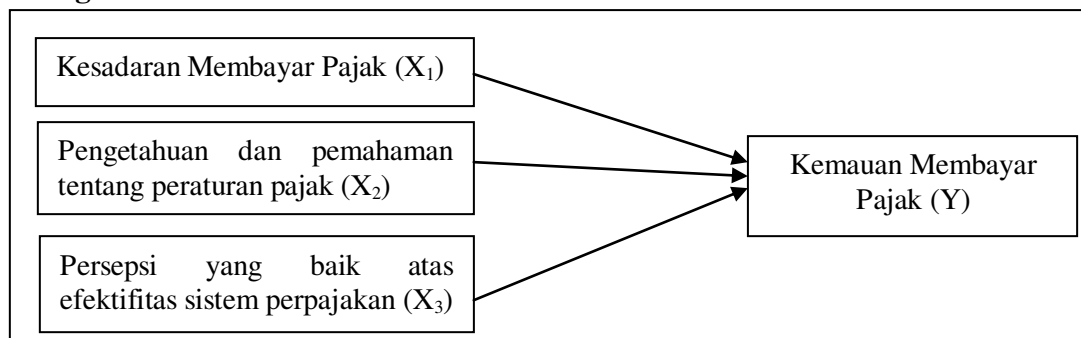 Kesadaran Membayar Pajak (X₁)
Pengetahuan dan pemahaman
tentang peraturan pajak (X₂)
Persepsi yang baik atas
efektifitas sistem perpajakan (X₃)
Kemauan Membayar
Pajak (Y)